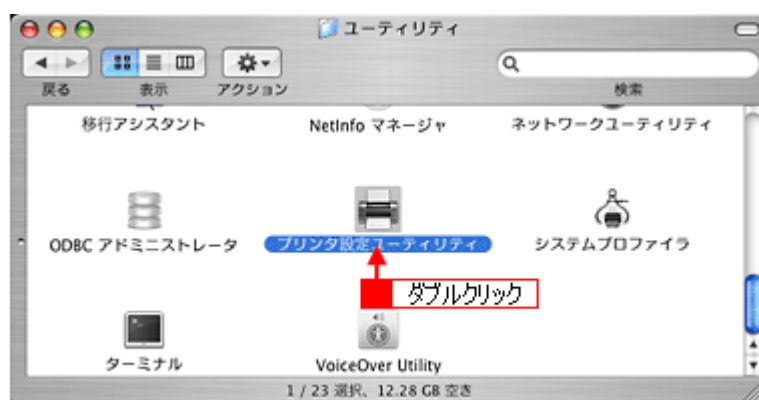 ユーティリティ
戻る 表示 アクション 検索
移行アシスタント NetInfo マネージャ ネットワークユーティリティ
ODBC アドミニストレータ プリンタ設定ユーティリティ システムプロファイラ
ダブルクリック
ターミナル VoiceOver Utility
1 / 23 選択、12.28 GB 空き